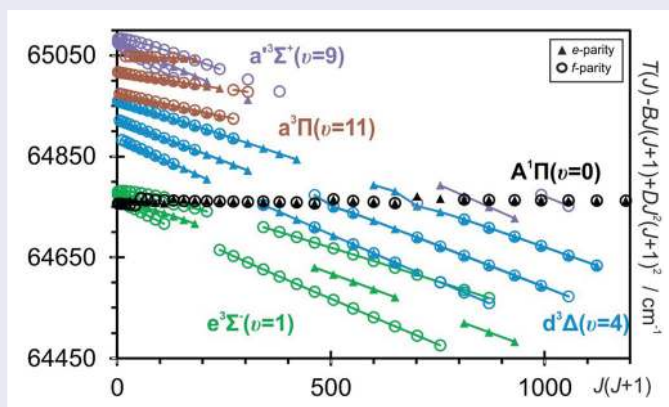 65050
64850
64650
64450
0
500
1000
J(J+1)
T(J)-BJ(J+1)+DJ²(J+1)² / cm⁻¹
e-parity
f-parity
a'³Σ⁺(υ=9)
a³Π(υ=11)
A¹Π(υ=0)
e³Σ⁻(υ=1)
d³Δ(υ=4)